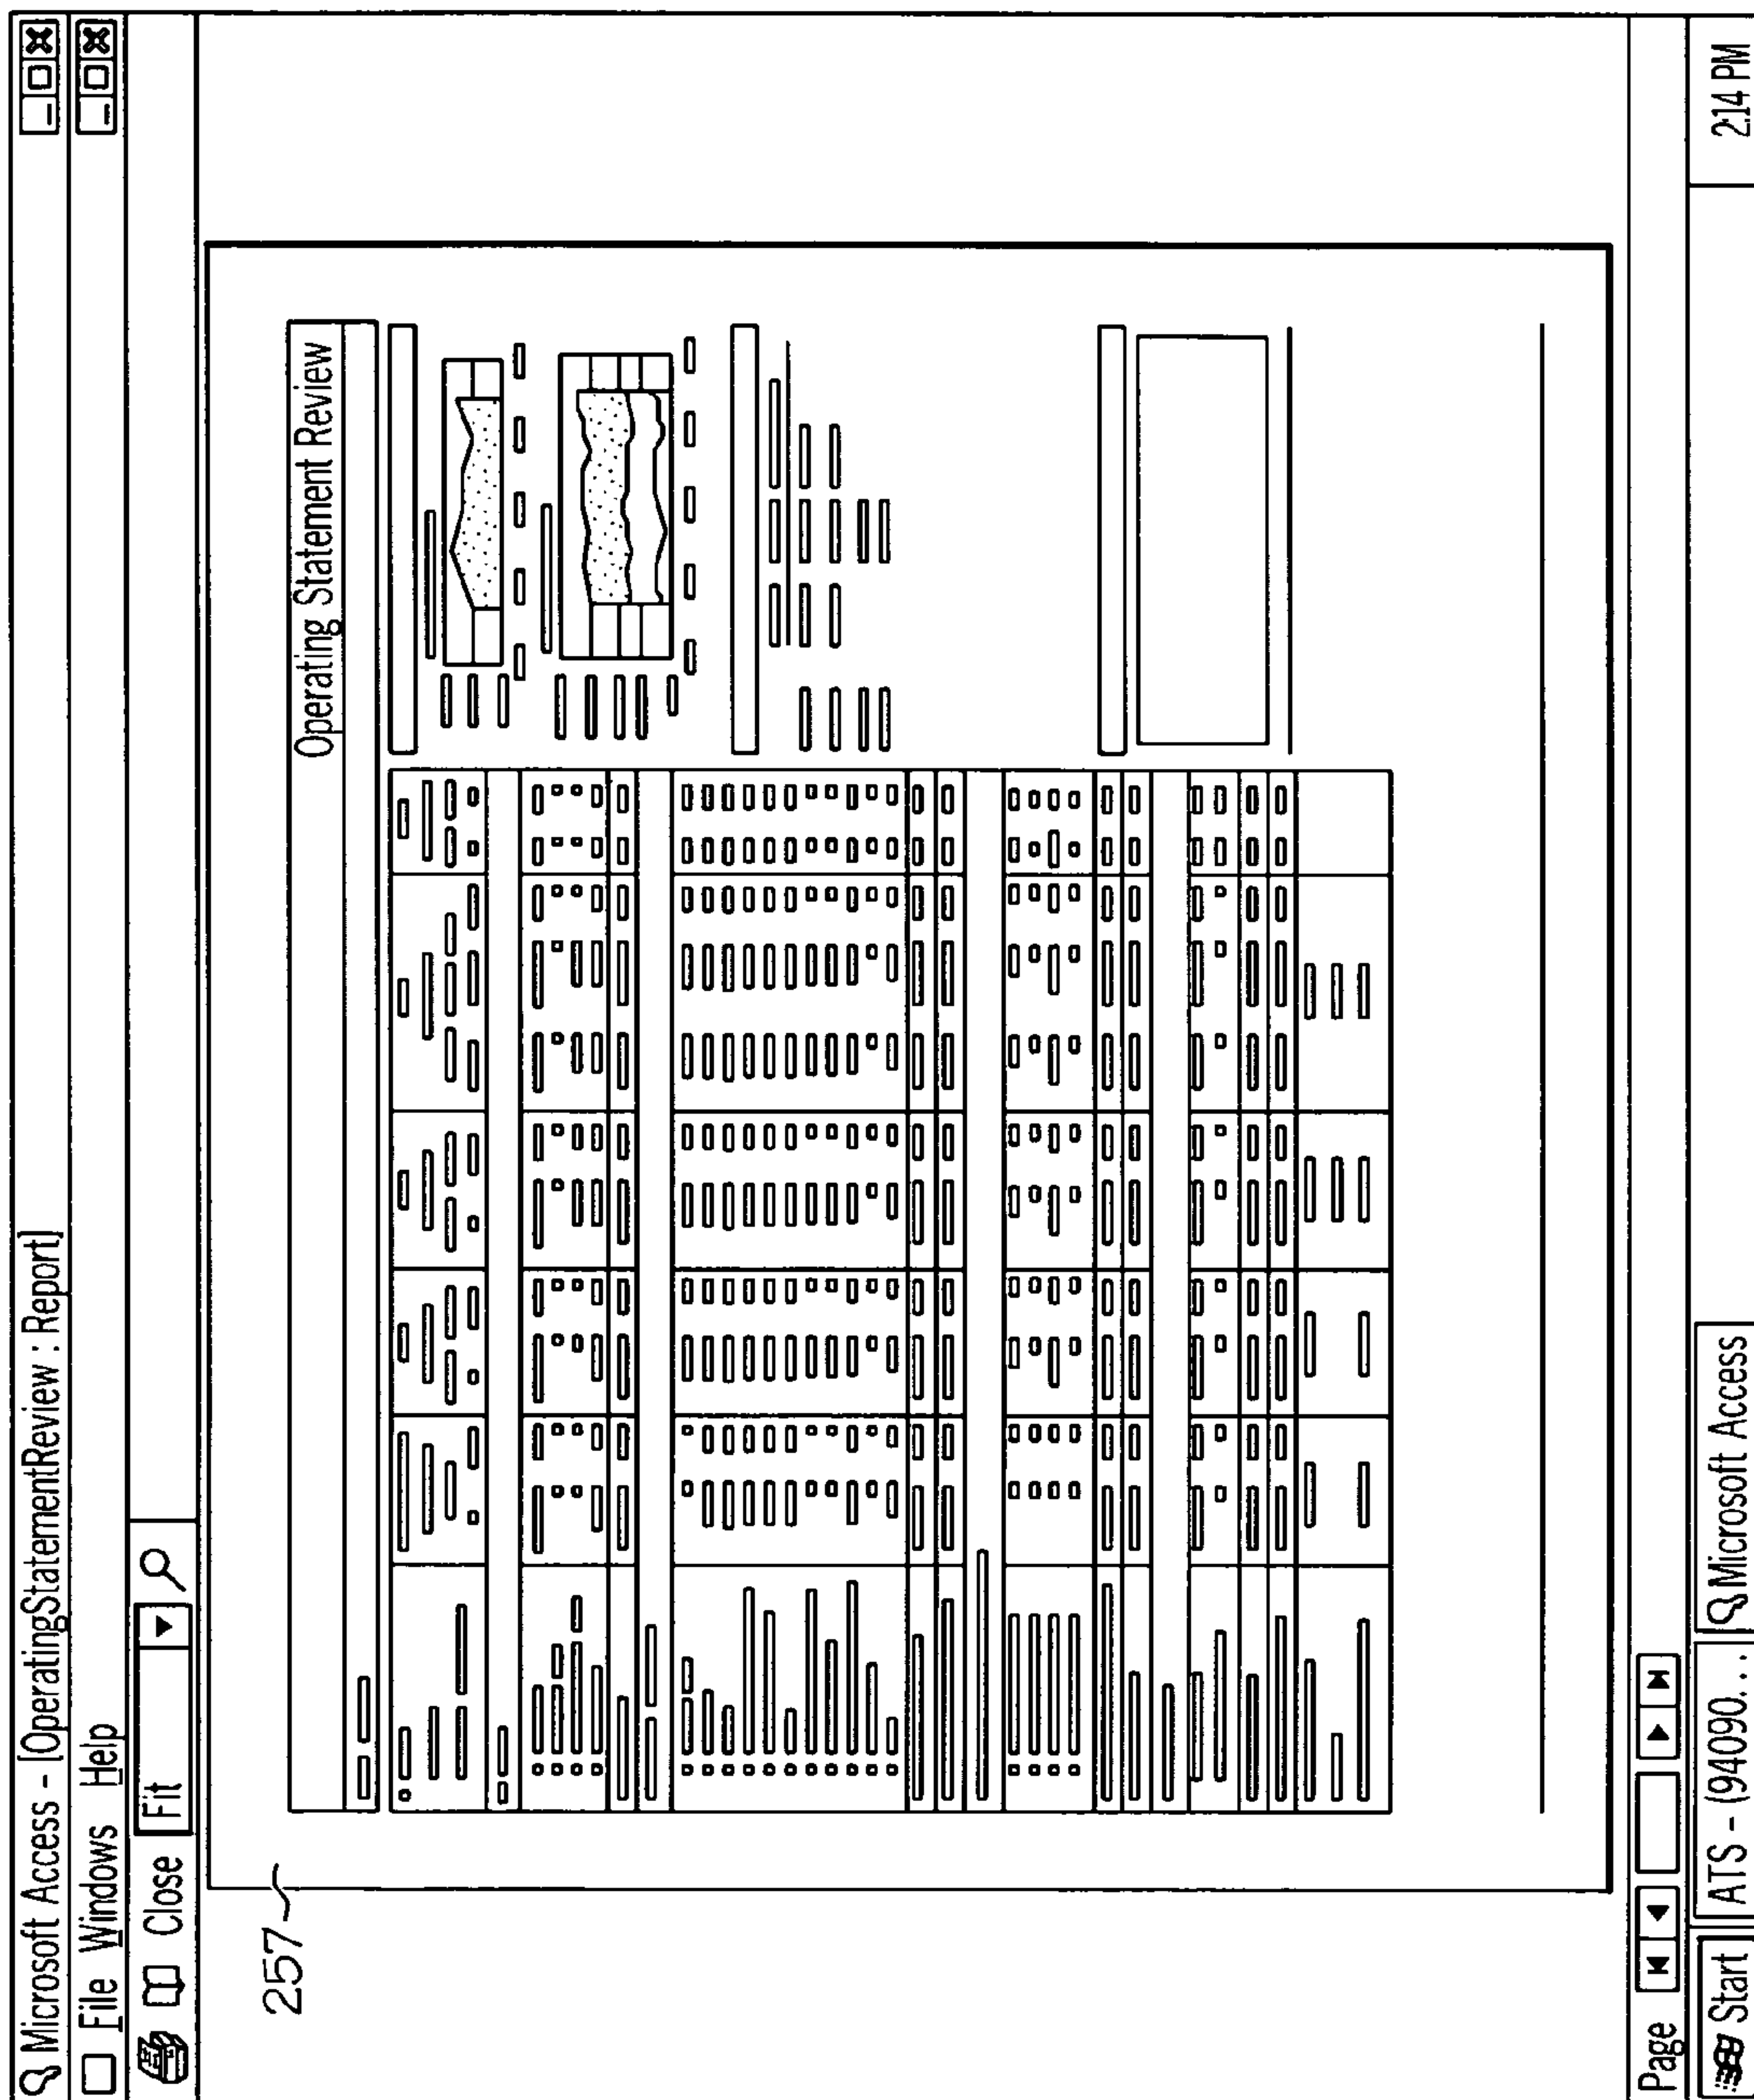 Microsoft Access - [OperatingStatementReview : Report]
File Windows Help
Close Fit
257
Operating Statement Review
Page
Start ATS - (94090... Microsoft Access 2:14 PM